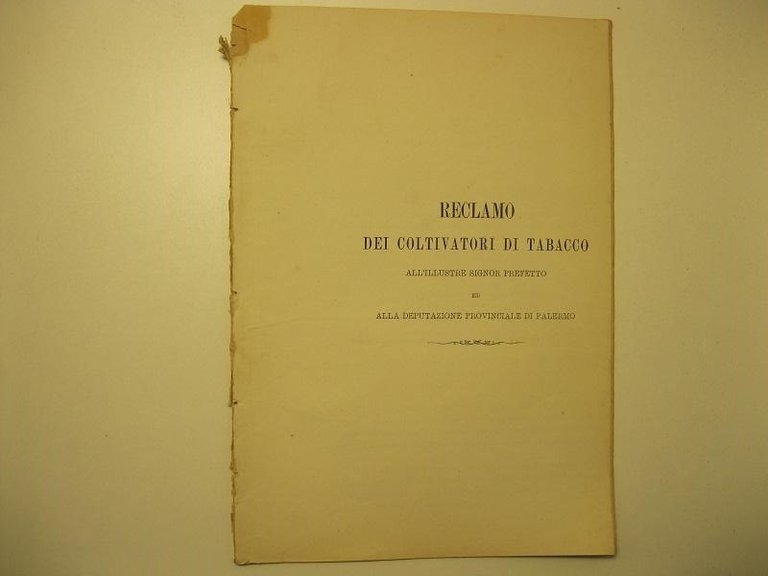 RECLAMO
DEI COLTIVATORI DI TABACCO
ALL'ILLUSTRE SIGNOR PREFETTO
ED
ALLA DEPUTAZIONE PROVINCIALE DI PALERMO